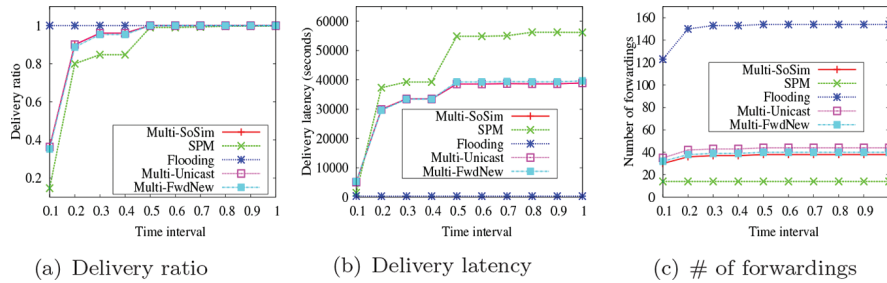 1
0.8
0.6
0.4
0.2
Delivery ratio
Multi-SoSim
SPM
Flooding
Multi-Unicast
Multi-FwdNew
0.1 0.2 0.3 0.4 0.5 0.6 0.7 0.8 0.9 1
Time interval
(a) Delivery ratio
60000
50000
40000
30000
20000
10000
0
Delivery latency (seconds)
Multi-SoSim
SPM
Flooding
Multi-Unicast
Multi-FwdNew
0.1 0.2 0.3 0.4 0.5 0.6 0.7 0.8 0.9 1
Time interval
(b) Delivery latency
160
140
120
100
80
60
40
20
0
Number of forwardings
Multi-SoSim
SPM
Flooding
Multi-Unicast
Multi-FwdNew
0.1 0.2 0.3 0.4 0.5 0.6 0.7 0.8 0.9
Time interval
(c) # of forwardings